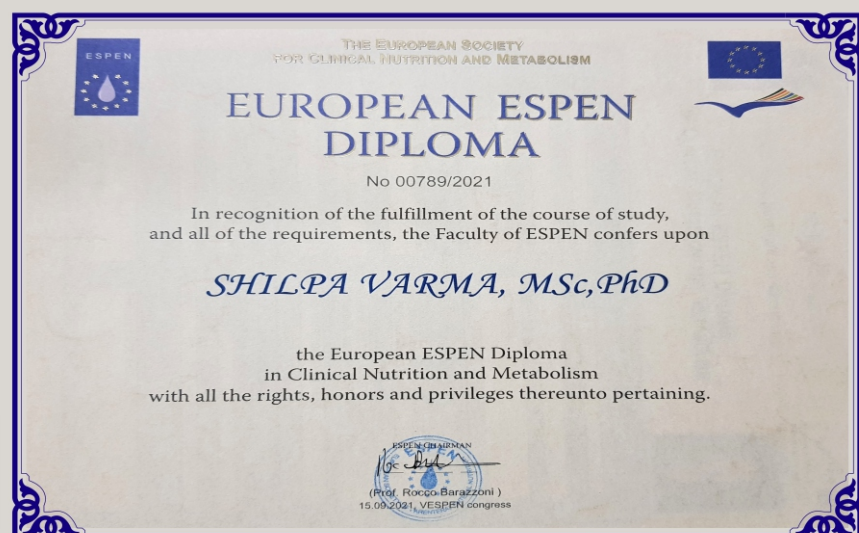 ESPEN
THE EUROPEAN SOCIETY
FOR CLINICAL NUTRITION AND METABOLISM
EUROPEAN ESPEN
DIPLOMA
No 00789/2021
In recognition of the fulfillment of the course of study,
and all of the requirements, the Faculty of ESPEN confers upon
SHILPA VARMA, MSc,PhD
the European ESPEN Diploma
in Clinical Nutrition and Metabolism
with all the rights, honors and privileges thereunto pertaining.
ESPEN CHAIRMAN
ESPEN
(Prof. Rocco Barazzoni )
15.09.2021, VESPEN congress